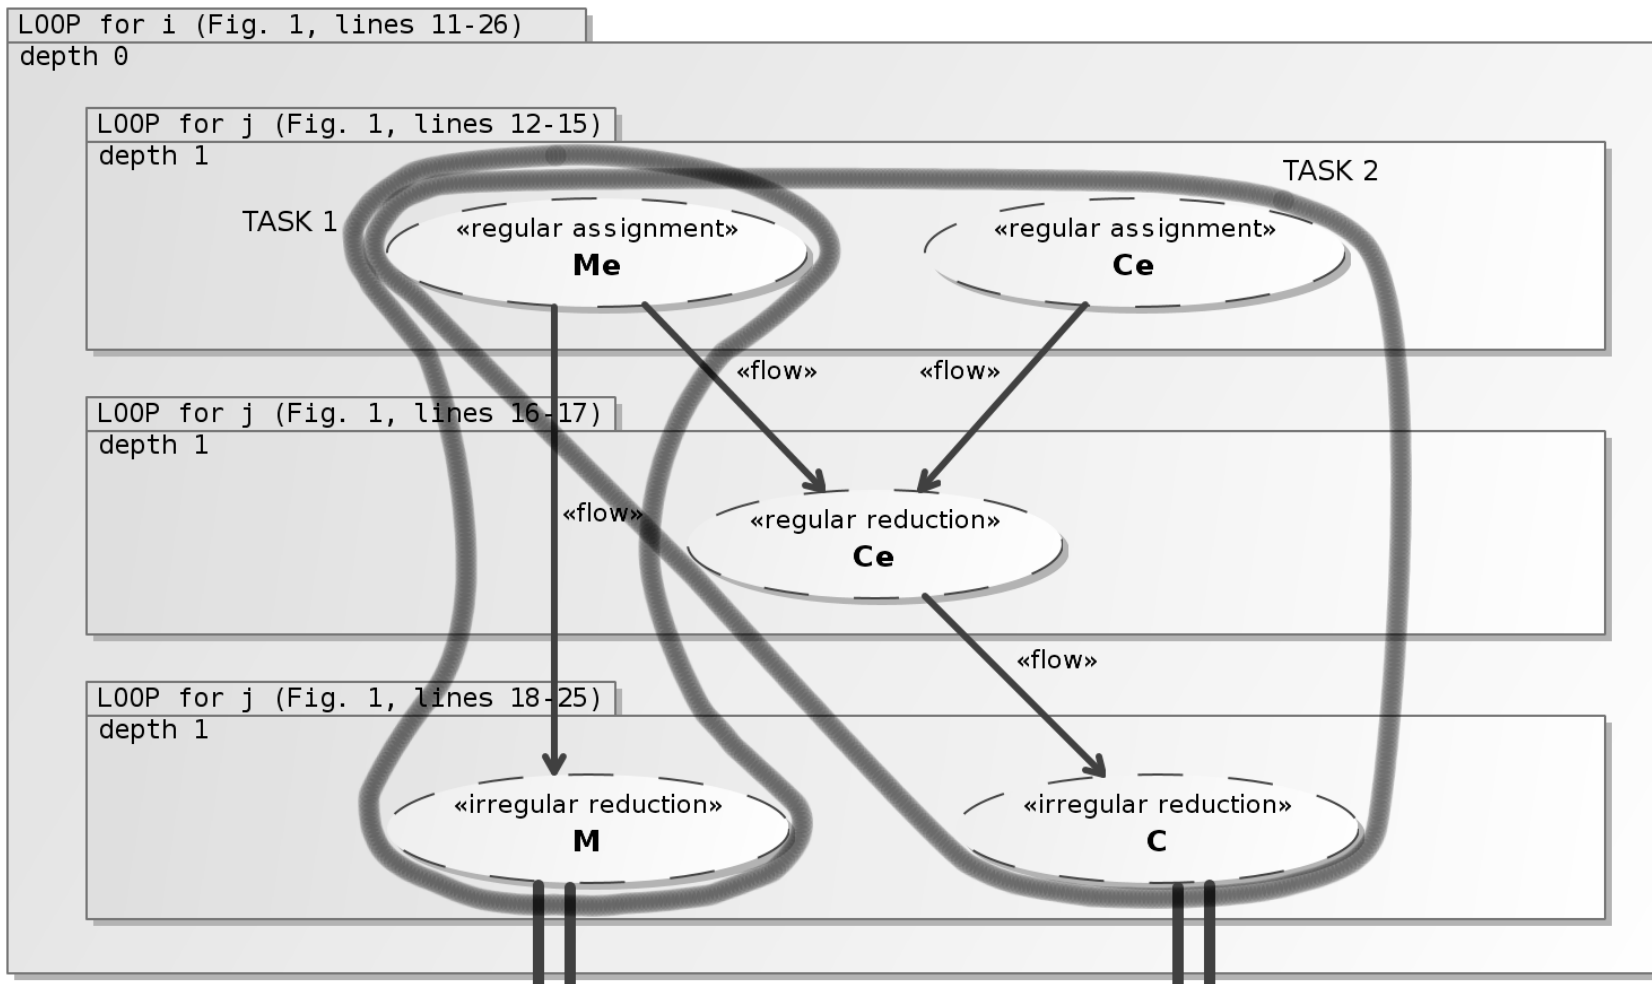 LOOP for i (Fig. 1, lines 11-26)
depth 0
LOOP for j (Fig. 1, lines 12-15)
depth 1
TASK 2
TASK 1
«regular assignment»
Me
«regular assignment»
Ce
«flow»
«flow»
LOOP for j (Fig. 1, lines 16-17)
depth 1
«flow»
«regular reduction»
Ce
«flow»
LOOP for j (Fig. 1, lines 18-25)
depth 1
«irregular reduction»
M
«irregular reduction»
C